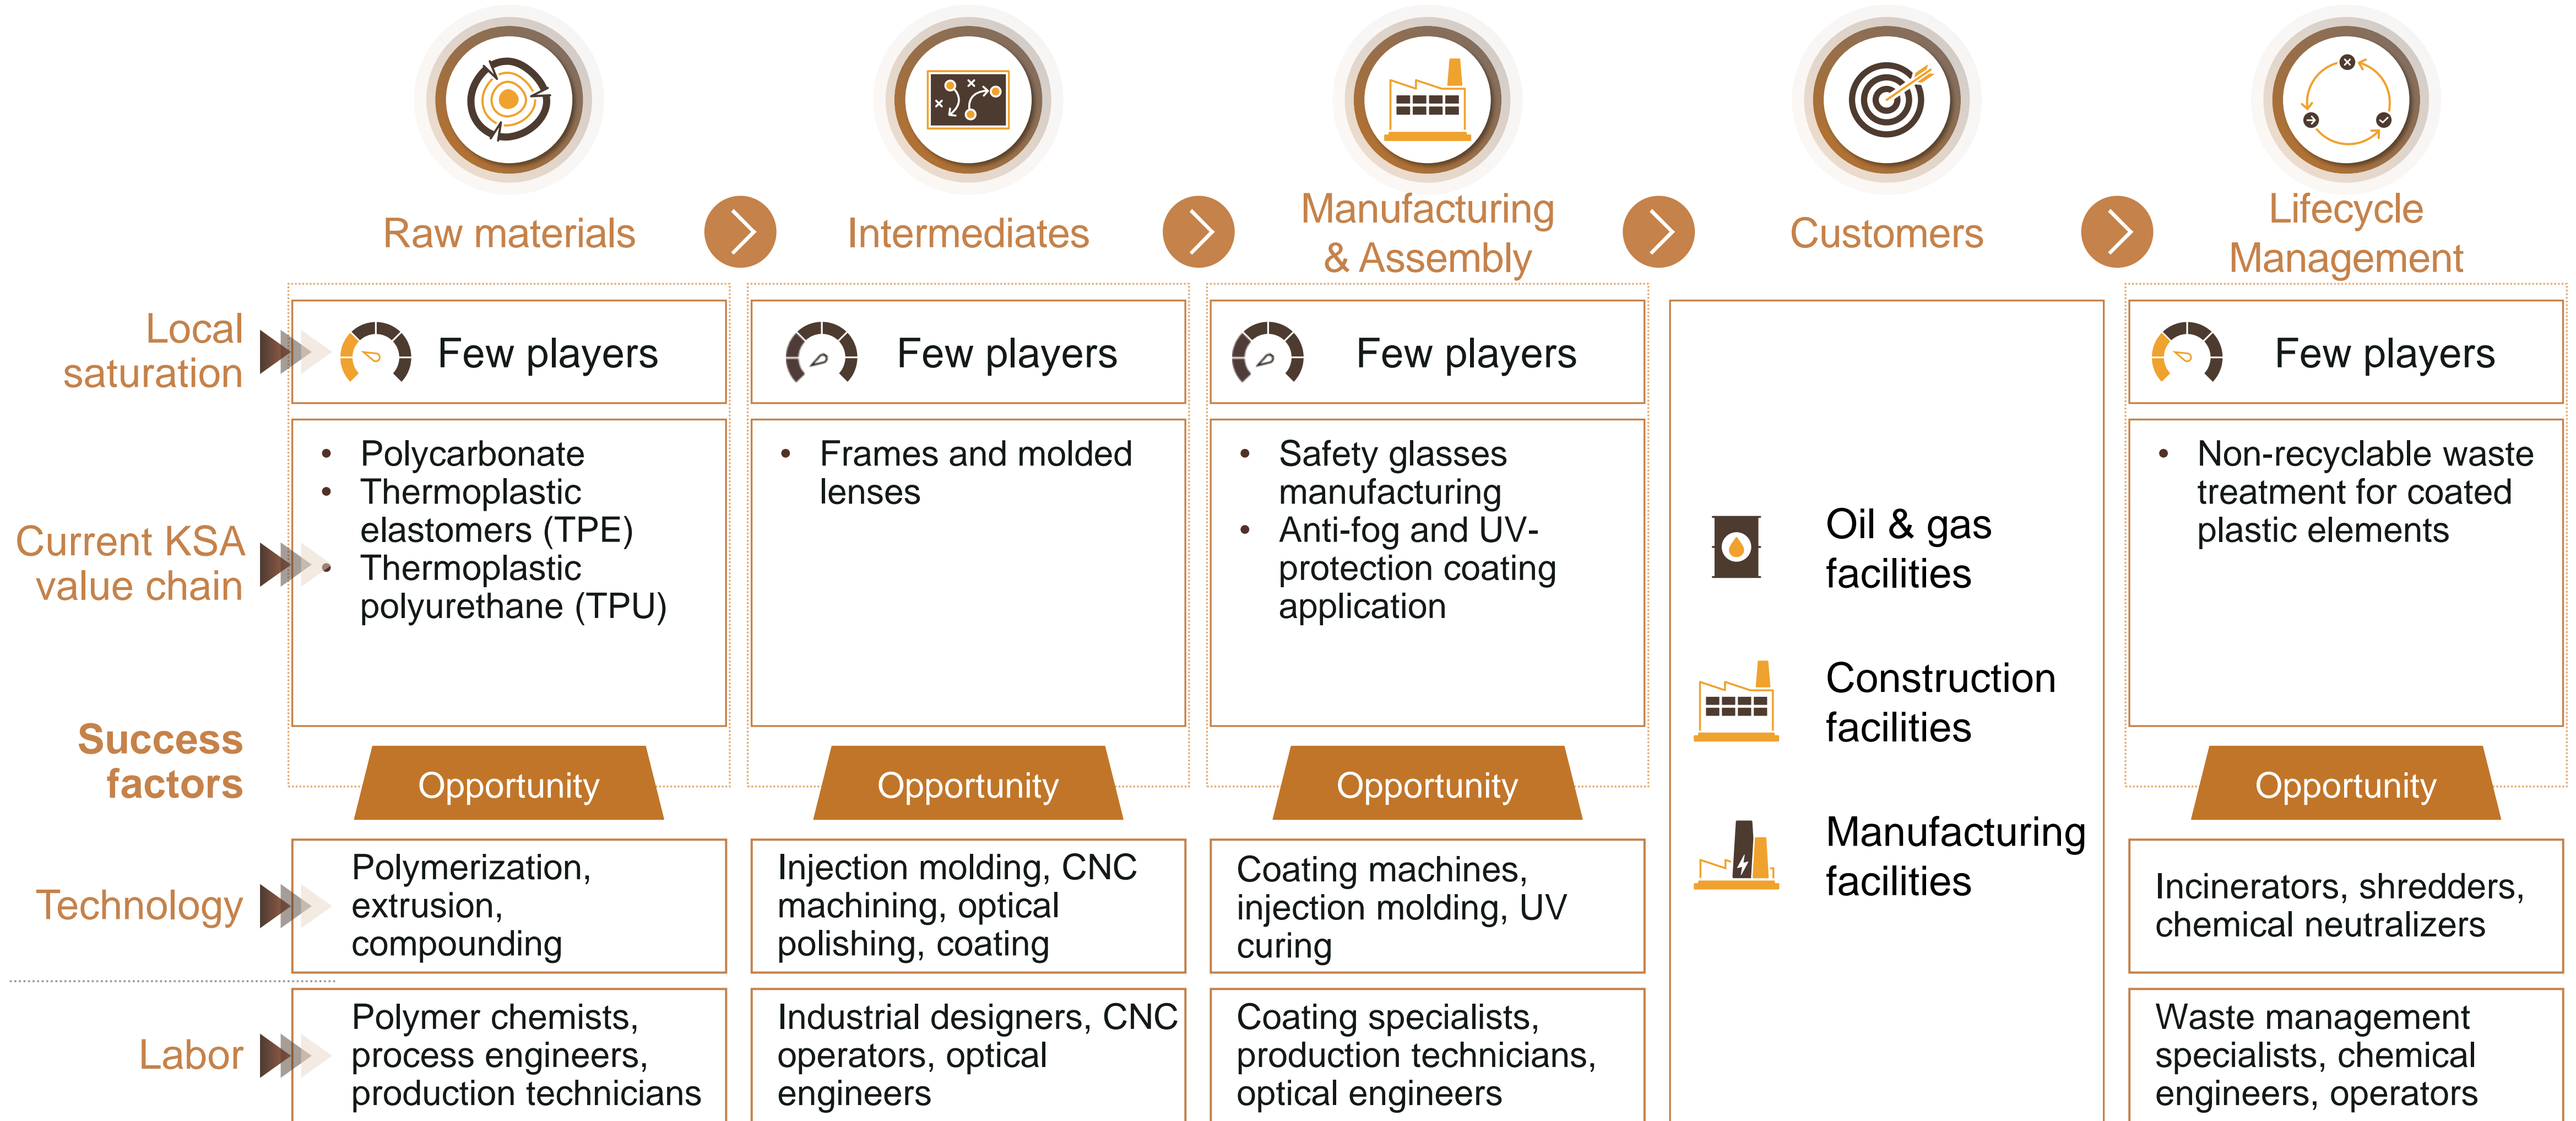 Raw materials
Intermediates
Manufacturing
& Assembly
Customers
Lifecycle
Management
Local
saturation
Few players
Few players
Few players
Few players
Current KSA
value chain
• Polycarbonate
• Thermoplastic
elastomers (TPE)
• Thermoplastic
polyurethane (TPU)
• Frames and molded
lenses
• Safety glasses
manufacturing
• Anti-fog and UV-
protection coating
application
Oil & gas
facilities
Construction
facilities
Manufacturing
facilities
• Non-recyclable waste
treatment for coated
plastic elements
Success
factors
Opportunity
Opportunity
Opportunity
Opportunity
Technology
Polymerization,
extrusion,
compounding
Injection molding, CNC
machining, optical
polishing, coating
Coating machines,
injection molding, UV
curing
Incinerators, shredders,
chemical neutralizers
Labor
Polymer chemists,
process engineers,
production technicians
Industrial designers, CNC
operators, optical
engineers
Coating specialists,
production technicians,
optical engineers
Waste management
specialists, chemical
engineers, operators